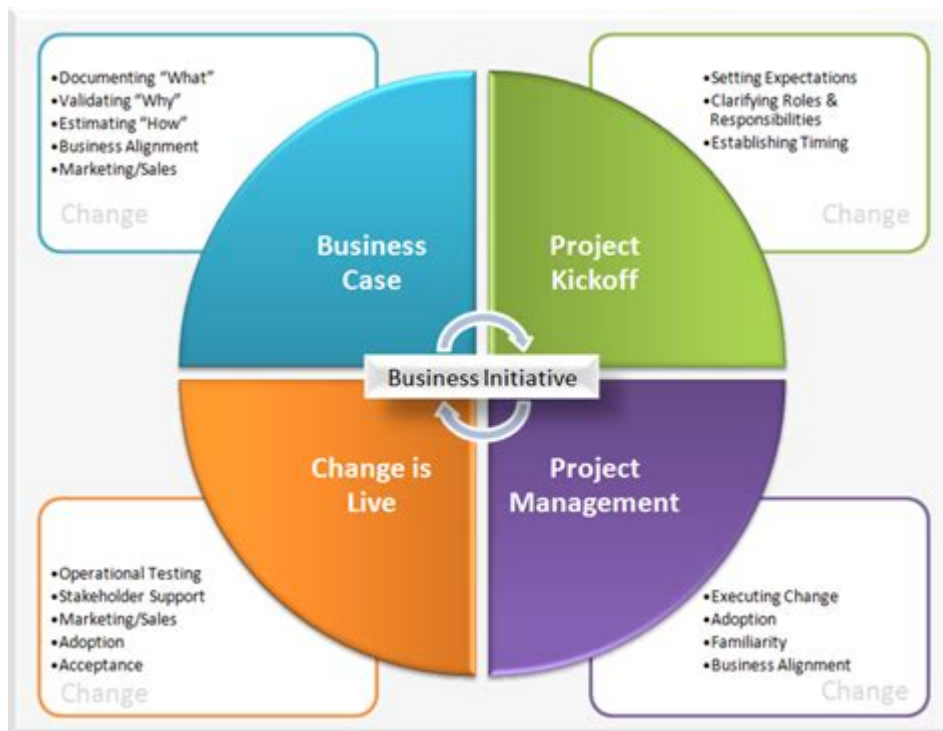 •Documenting “What”
•Validating “Why”
•Estimating “How”
•Business Alignment
•Marketing/Sales
Change
•Setting Expectations
•Clarifying Roles &
Responsibilities
•Establishing Timing
Change
Business
Case
Project
Kickoff
Business Initiative
Change is
Live
Project
Management
•Operational Testing
•Stakeholder Support
•Marketing/Sales
•Adoption
•Acceptance
Change
•Executing Change
•Adoption
•Familiarity
•Business Alignment
Change